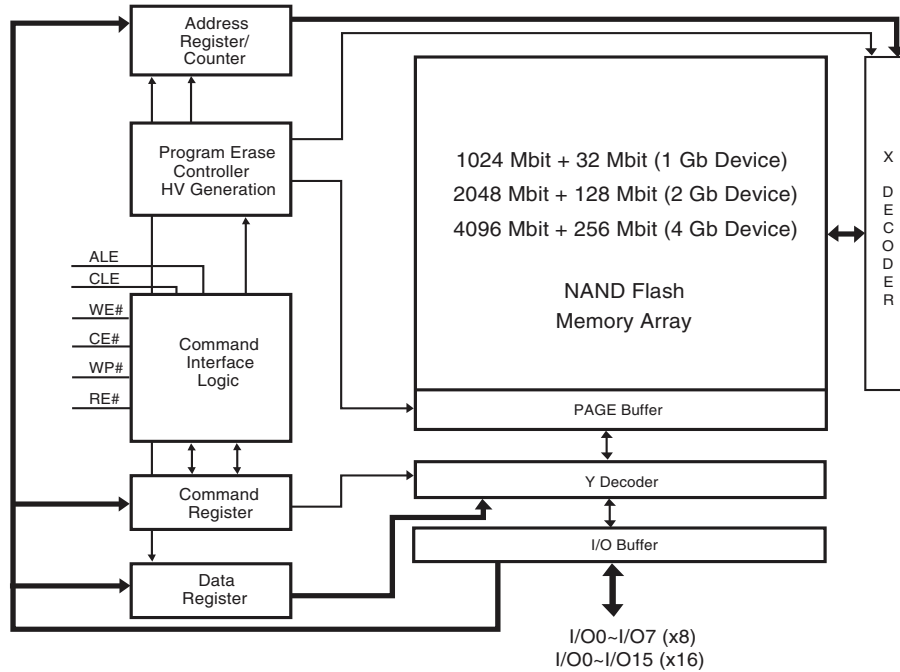 Address
Register/
Counter
Program Erase
Controller
HV Generation
ALE
CLE
WE#
CE#
WP#
RE#
Command
Interface
Logic
Command
Register
Data
Register
1024 Mbit + 32 Mbit (1 Gb Device)
2048 Mbit + 128 Mbit (2 Gb Device)
4096 Mbit + 256 Mbit (4 Gb Device)
NAND Flash
Memory Array
PAGE Buffer
Y Decoder
I/O Buffer
I/O0~I/O7 (x8)
I/O0~I/O15 (x16)
X
D
E
C
O
D
E
R